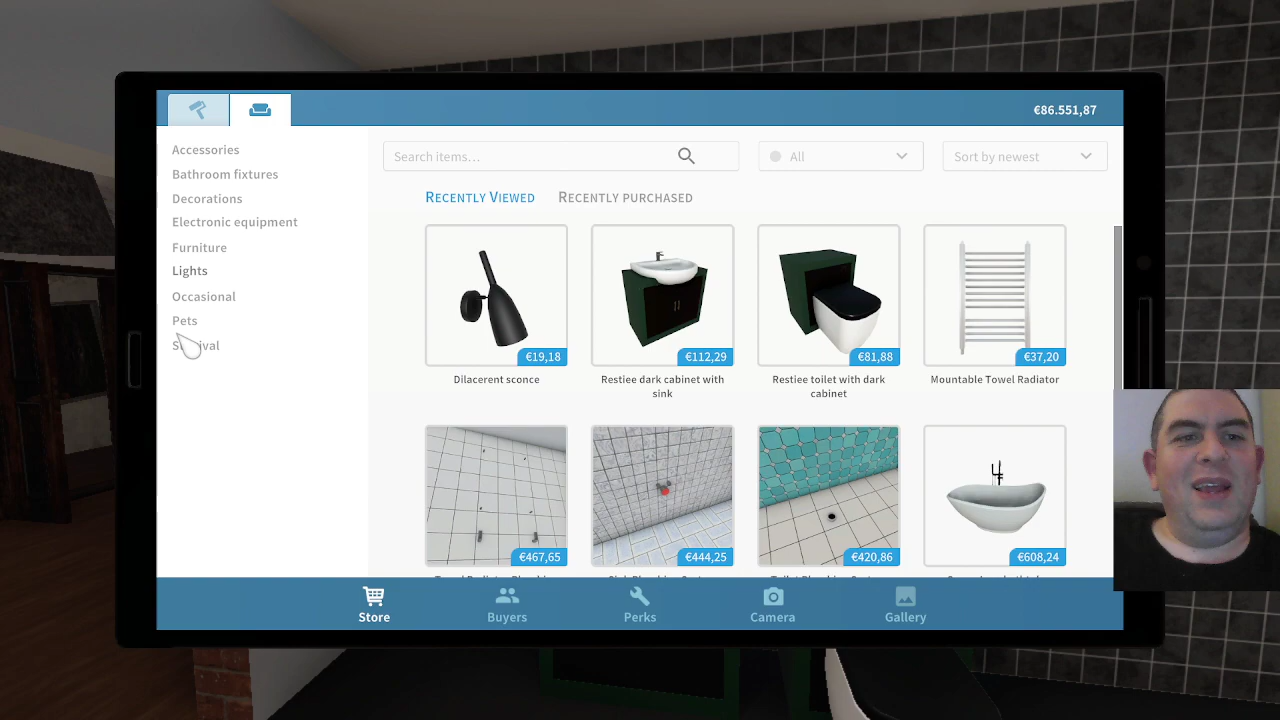 €86.551,87
Accessories
Bathroom fixtures
Decorations
Electronic equipment
Furniture
Lights
Occasional
Pets
Search items...
All
Sort by newest
Recently Viewed
Recently purchased
€19,18
€112,29
€81,88
€37,20
Dilacerent sconce
Restiee dark cabinet with
sink
Restiee toilet with dark
cabinet
Mountable Towel Radiator
€467,65
€444,25
€420,86
€608,24
Store
Buyers
Perks
Camera
Gallery